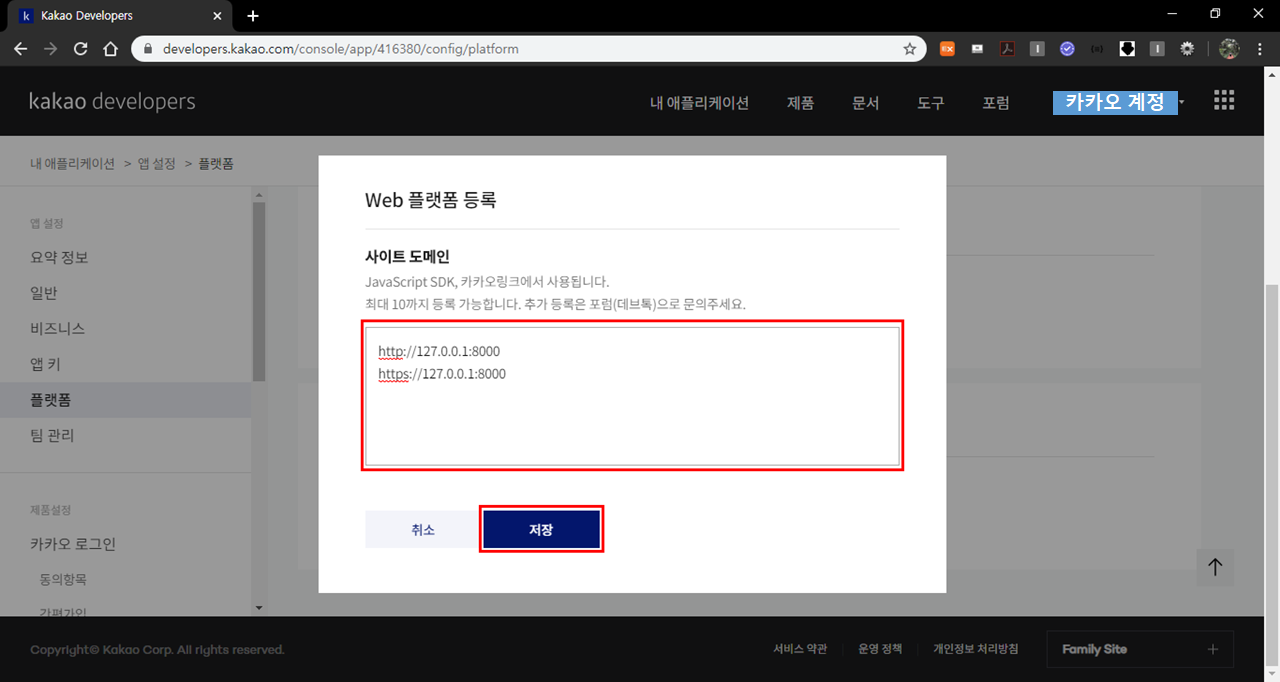 k Kakao Developers
developers.kakao.com/console/app/416380/config/platform
kakao developers
내 애플리케이션 제품 문서 도구 포럼 카카오 계정
내 애플리케이션 > 앱 설정 > 플랫폼
앱 설정
요약 정보
일반
비즈니스
앱 키
플랫폼
팀 관리
제품설정
카카오 로그인
동의항목
간편가입
Web 플랫폼 등록
사이트 도메인
JavaScript SDK, 카카오링크에서 사용됩니다.
최대 10까지 등록 가능합니다. 추가 등록은 포럼(데브톡)으로 문의주세요.
http://127.0.0.1:8000
https://127.0.0.1:8000
취소 저장
Copyright© Kakao Corp. All rights reserved.
서비스 약관 운영 정책 개인정보 처리방침 Family Site